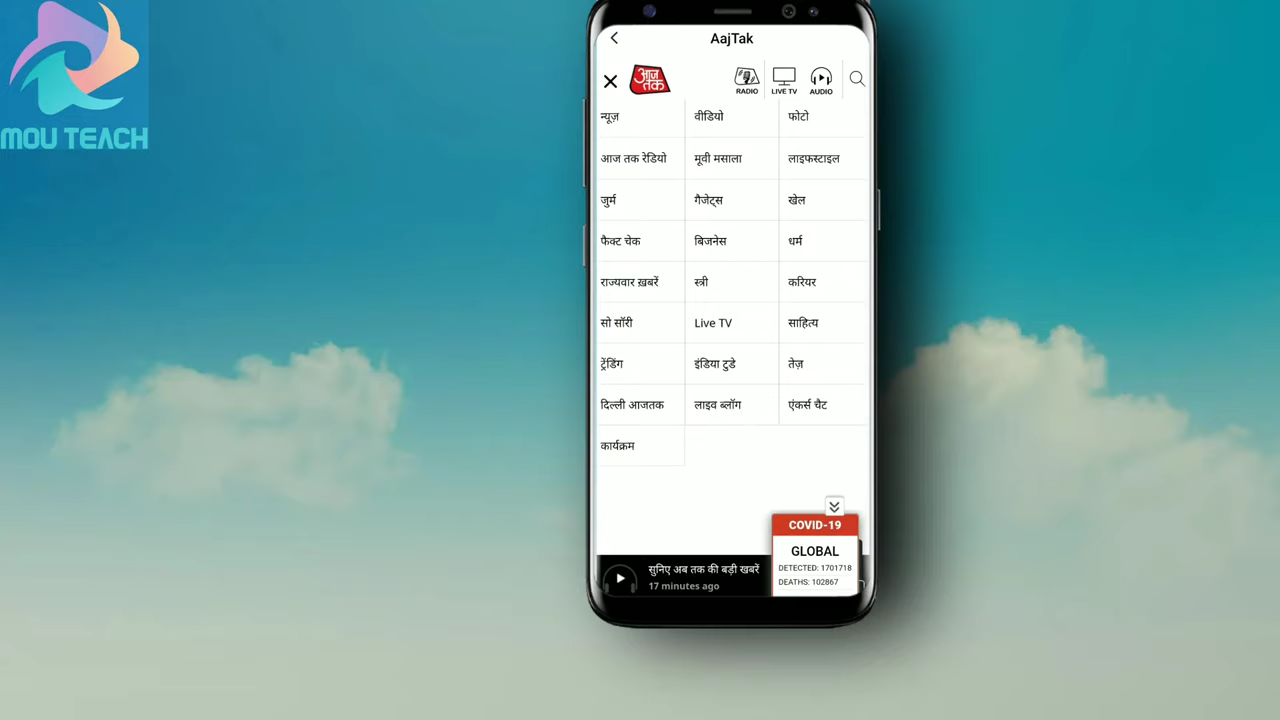 MOU TEACH
AajTak
आज तक
RADIO LIVE TV AUDIO
न्यूज़ वीडियो फोटो
आज तक रेडियो मूवी मसाला लाइफस्टाइल
जुर्म गैजेट्स खेल
फैक्ट चेक बिजनेस धर्म
राज्यवार ख़बरें स्त्री करियर
सो सॉरी Live TV साहित्य
ट्रेंडिंग इंडिया टुडे तेज़
दिल्ली आजतक लाइव ब्लॉग एंकर्स चैट
कार्यक्रम
COVID-19
GLOBAL
DETECTED: 1701718
DEATHS: 102867
सुनिए अब तक की बड़ी खबरें
17 minutes ago